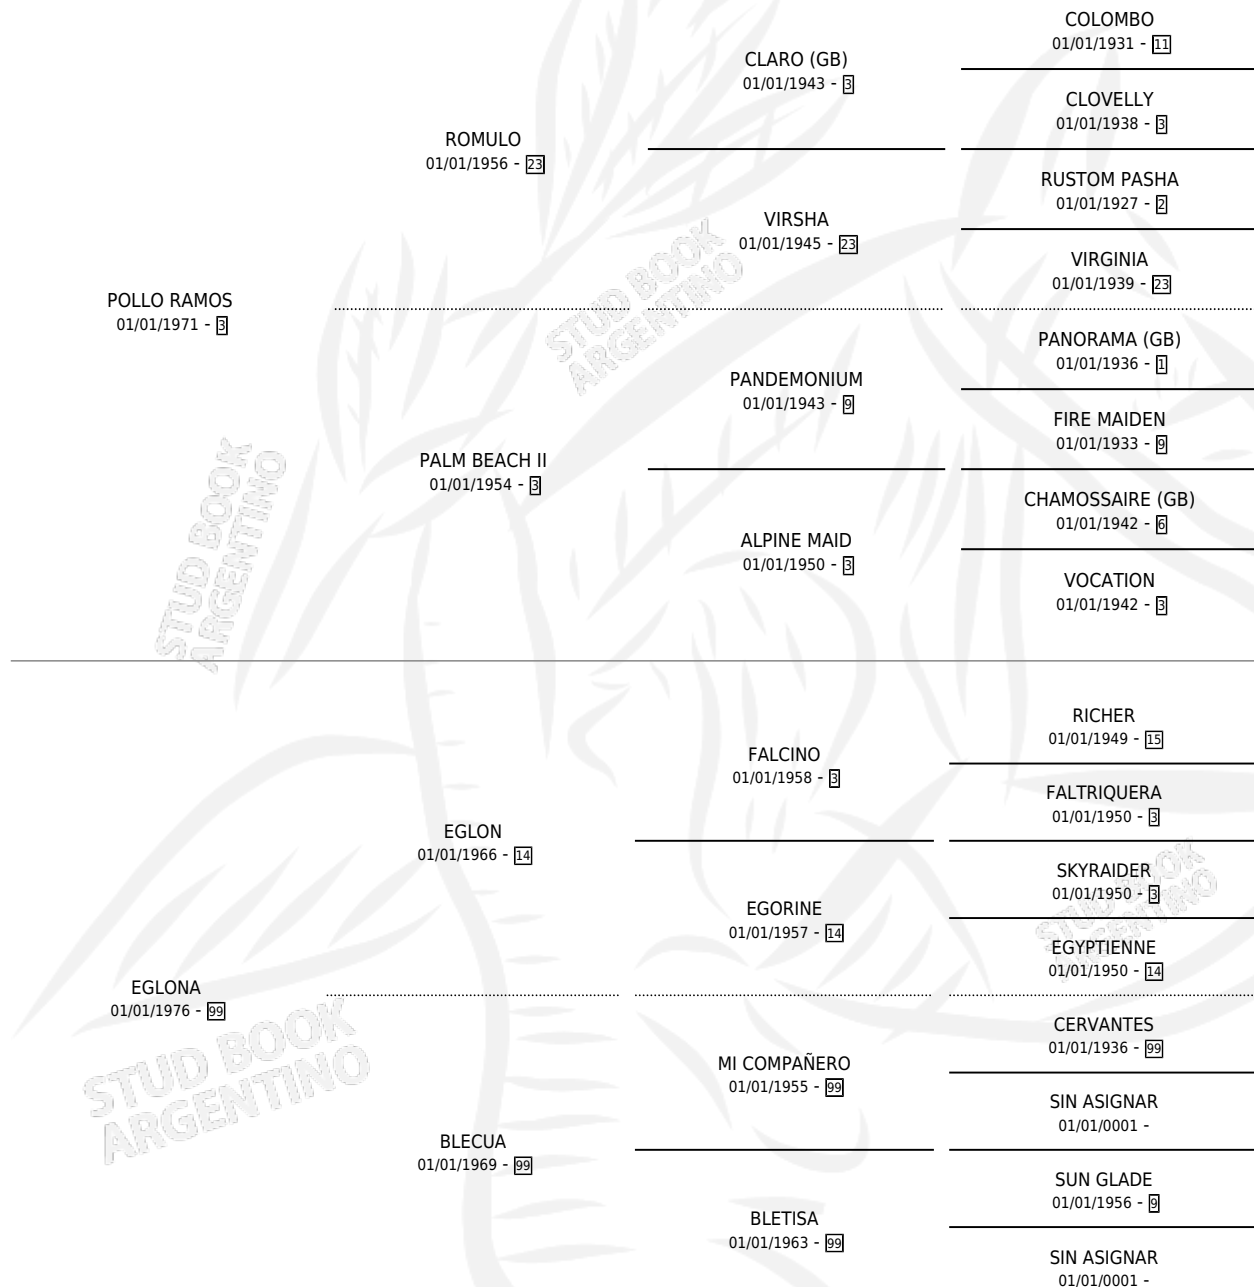 COLOMBO
01/01/1931 - 11
CLARO (GB)
01/01/1943 - 3
CLOVELLY
01/01/1938 - 3
ROMULO
01/01/1956 - 23
RUSTOM PASHA
01/01/1927 - 2
VIRSHA
01/01/1945 - 23
VIRGINIA
01/01/1939 - 23
POLLO RAMOS
01/01/1971 - 3
PANORAMA (GB)
01/01/1936 - 1
PANDEMONIUM
01/01/1943 - 9
FIRE MAIDEN
01/01/1933 - 9
PALM BEACH II
01/01/1954 - 3
CHAMOSSAIRE (GB)
01/01/1942 - 6
ALPINE MAID
01/01/1950 - 3
VOCATION
01/01/1942 - 3
RICHER
01/01/1949 - 15
FALCINO
01/01/1958 - 3
FALTRIQUERA
01/01/1950 - 3
EGLON
01/01/1966 - 14
SKYRAIDER
01/01/1950 - 3
EGORINE
01/01/1957 - 14
EGYPTIENNE
01/01/1950 - 14
EGLONA
01/01/1976 - 99
CERVANTES
01/01/1936 - 99
MI COMPAÑERO
01/01/1955 - 99
SIN ASIGNAR
01/01/0001 -
BLECUA
01/01/1969 - 99
SUN GLADE
01/01/1956 - 9
BLETISA
01/01/1963 - 99
SIN ASIGNAR
01/01/0001 -
STUD BOOK
ARGENTINO
STUD BOOK
ARGENTINO
STUD BOOK
ARGENTINO
STUD BOOK
ARGENTINO